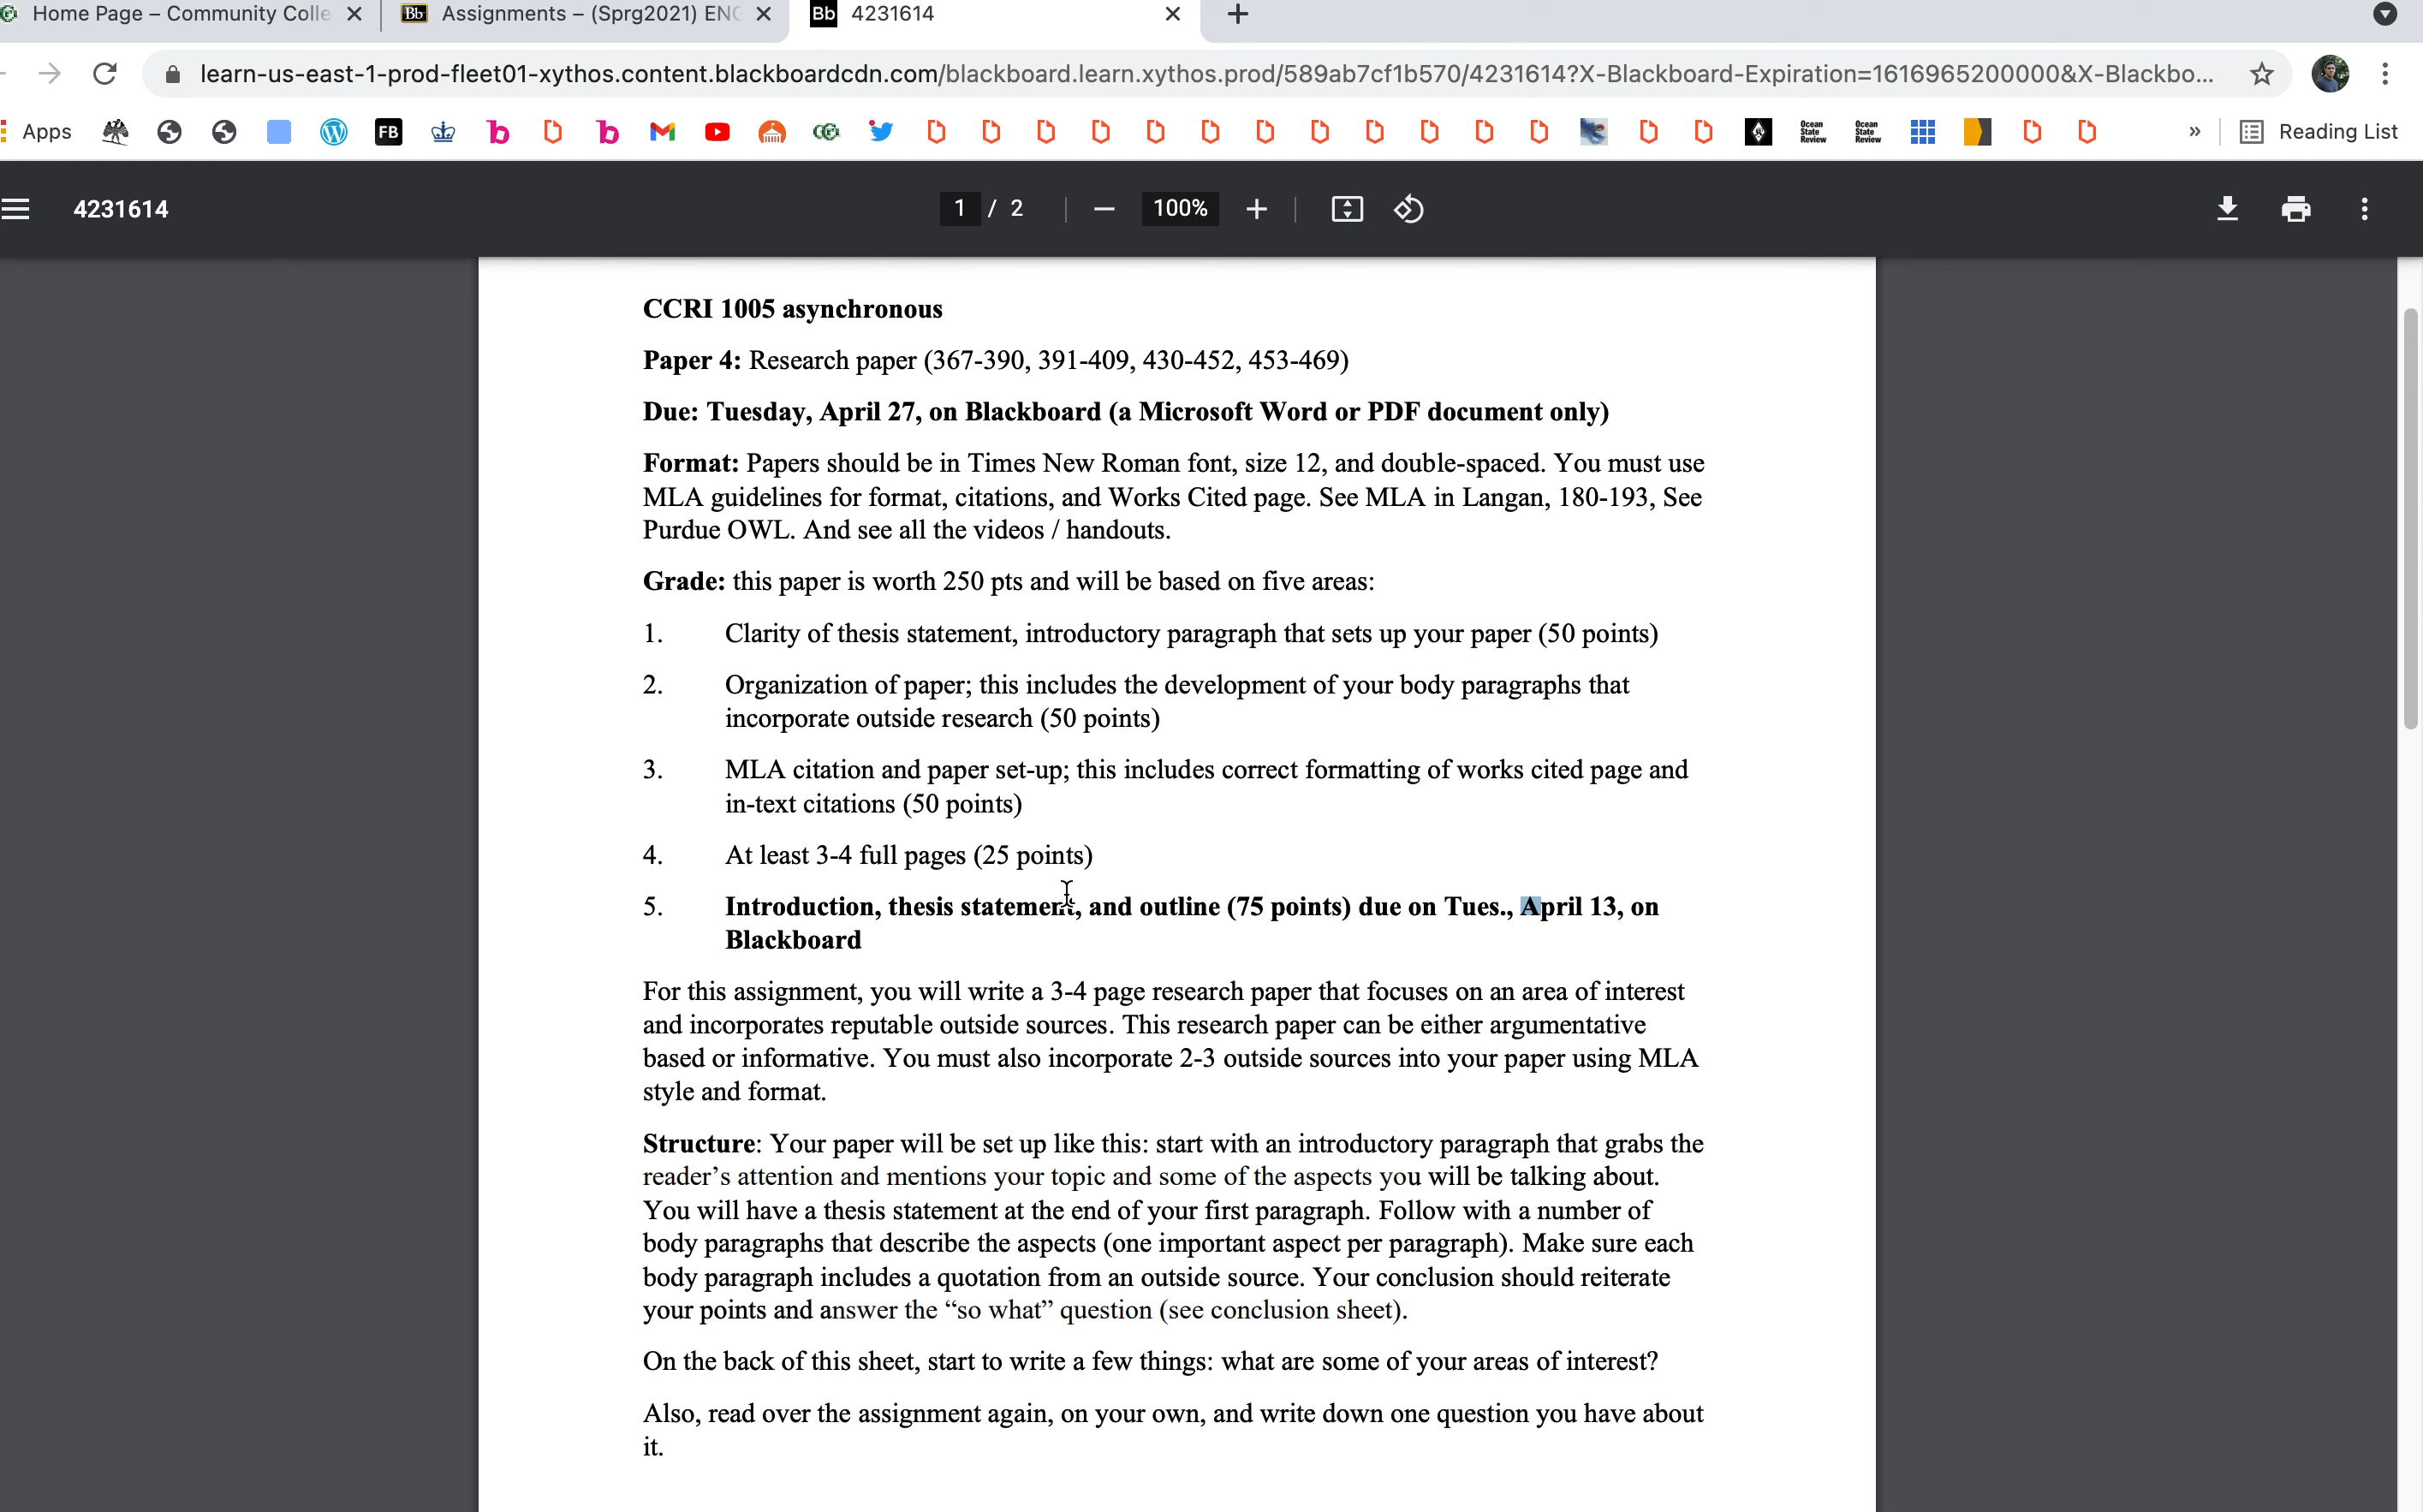 Home Page – Community Colle
Assignments – (Sprg2021) ENG
Bb 4231614
learn-us-east-1-prod-fleet01-xythos.content.blackboardcdn.com/blackboard.learn.xythos.prod/589ab7cf1b570/4231614?X-Blackboard-Expiration=1616965200000&X-Blackbo...
Apps FB Ocean State Review Ocean State Review » Reading List
4231614 1 / 2 100%
CCRI 1005 asynchronous
Paper 4: Research paper (367-390, 391-409, 430-452, 453-469)
Due: Tuesday, April 27, on Blackboard (a Microsoft Word or PDF document only)
Format: Papers should be in Times New Roman font, size 12, and double-spaced. You must use
MLA guidelines for format, citations, and Works Cited page. See MLA in Langan, 180-193, See
Purdue OWL. And see all the videos / handouts.
Grade: this paper is worth 250 pts and will be based on five areas:
1. Clarity of thesis statement, introductory paragraph that sets up your paper (50 points)
2. Organization of paper; this includes the development of your body paragraphs that
incorporate outside research (50 points)
3. MLA citation and paper set-up; this includes correct formatting of works cited page and
in-text citations (50 points)
4. At least 3-4 full pages (25 points)
5. Introduction, thesis statement, and outline (75 points) due on Tues., April 13, on
Blackboard
For this assignment, you will write a 3-4 page research paper that focuses on an area of interest
and incorporates reputable outside sources. This research paper can be either argumentative
based or informative. You must also incorporate 2-3 outside sources into your paper using MLA
style and format.
Structure: Your paper will be set up like this: start with an introductory paragraph that grabs the
reader’s attention and mentions your topic and some of the aspects you will be talking about.
You will have a thesis statement at the end of your first paragraph. Follow with a number of
body paragraphs that describe the aspects (one important aspect per paragraph). Make sure each
body paragraph includes a quotation from an outside source. Your conclusion should reiterate
your points and answer the “so what” question (see conclusion sheet).
On the back of this sheet, start to write a few things: what are some of your areas of interest?
Also, read over the assignment again, on your own, and write down one question you have about
it.